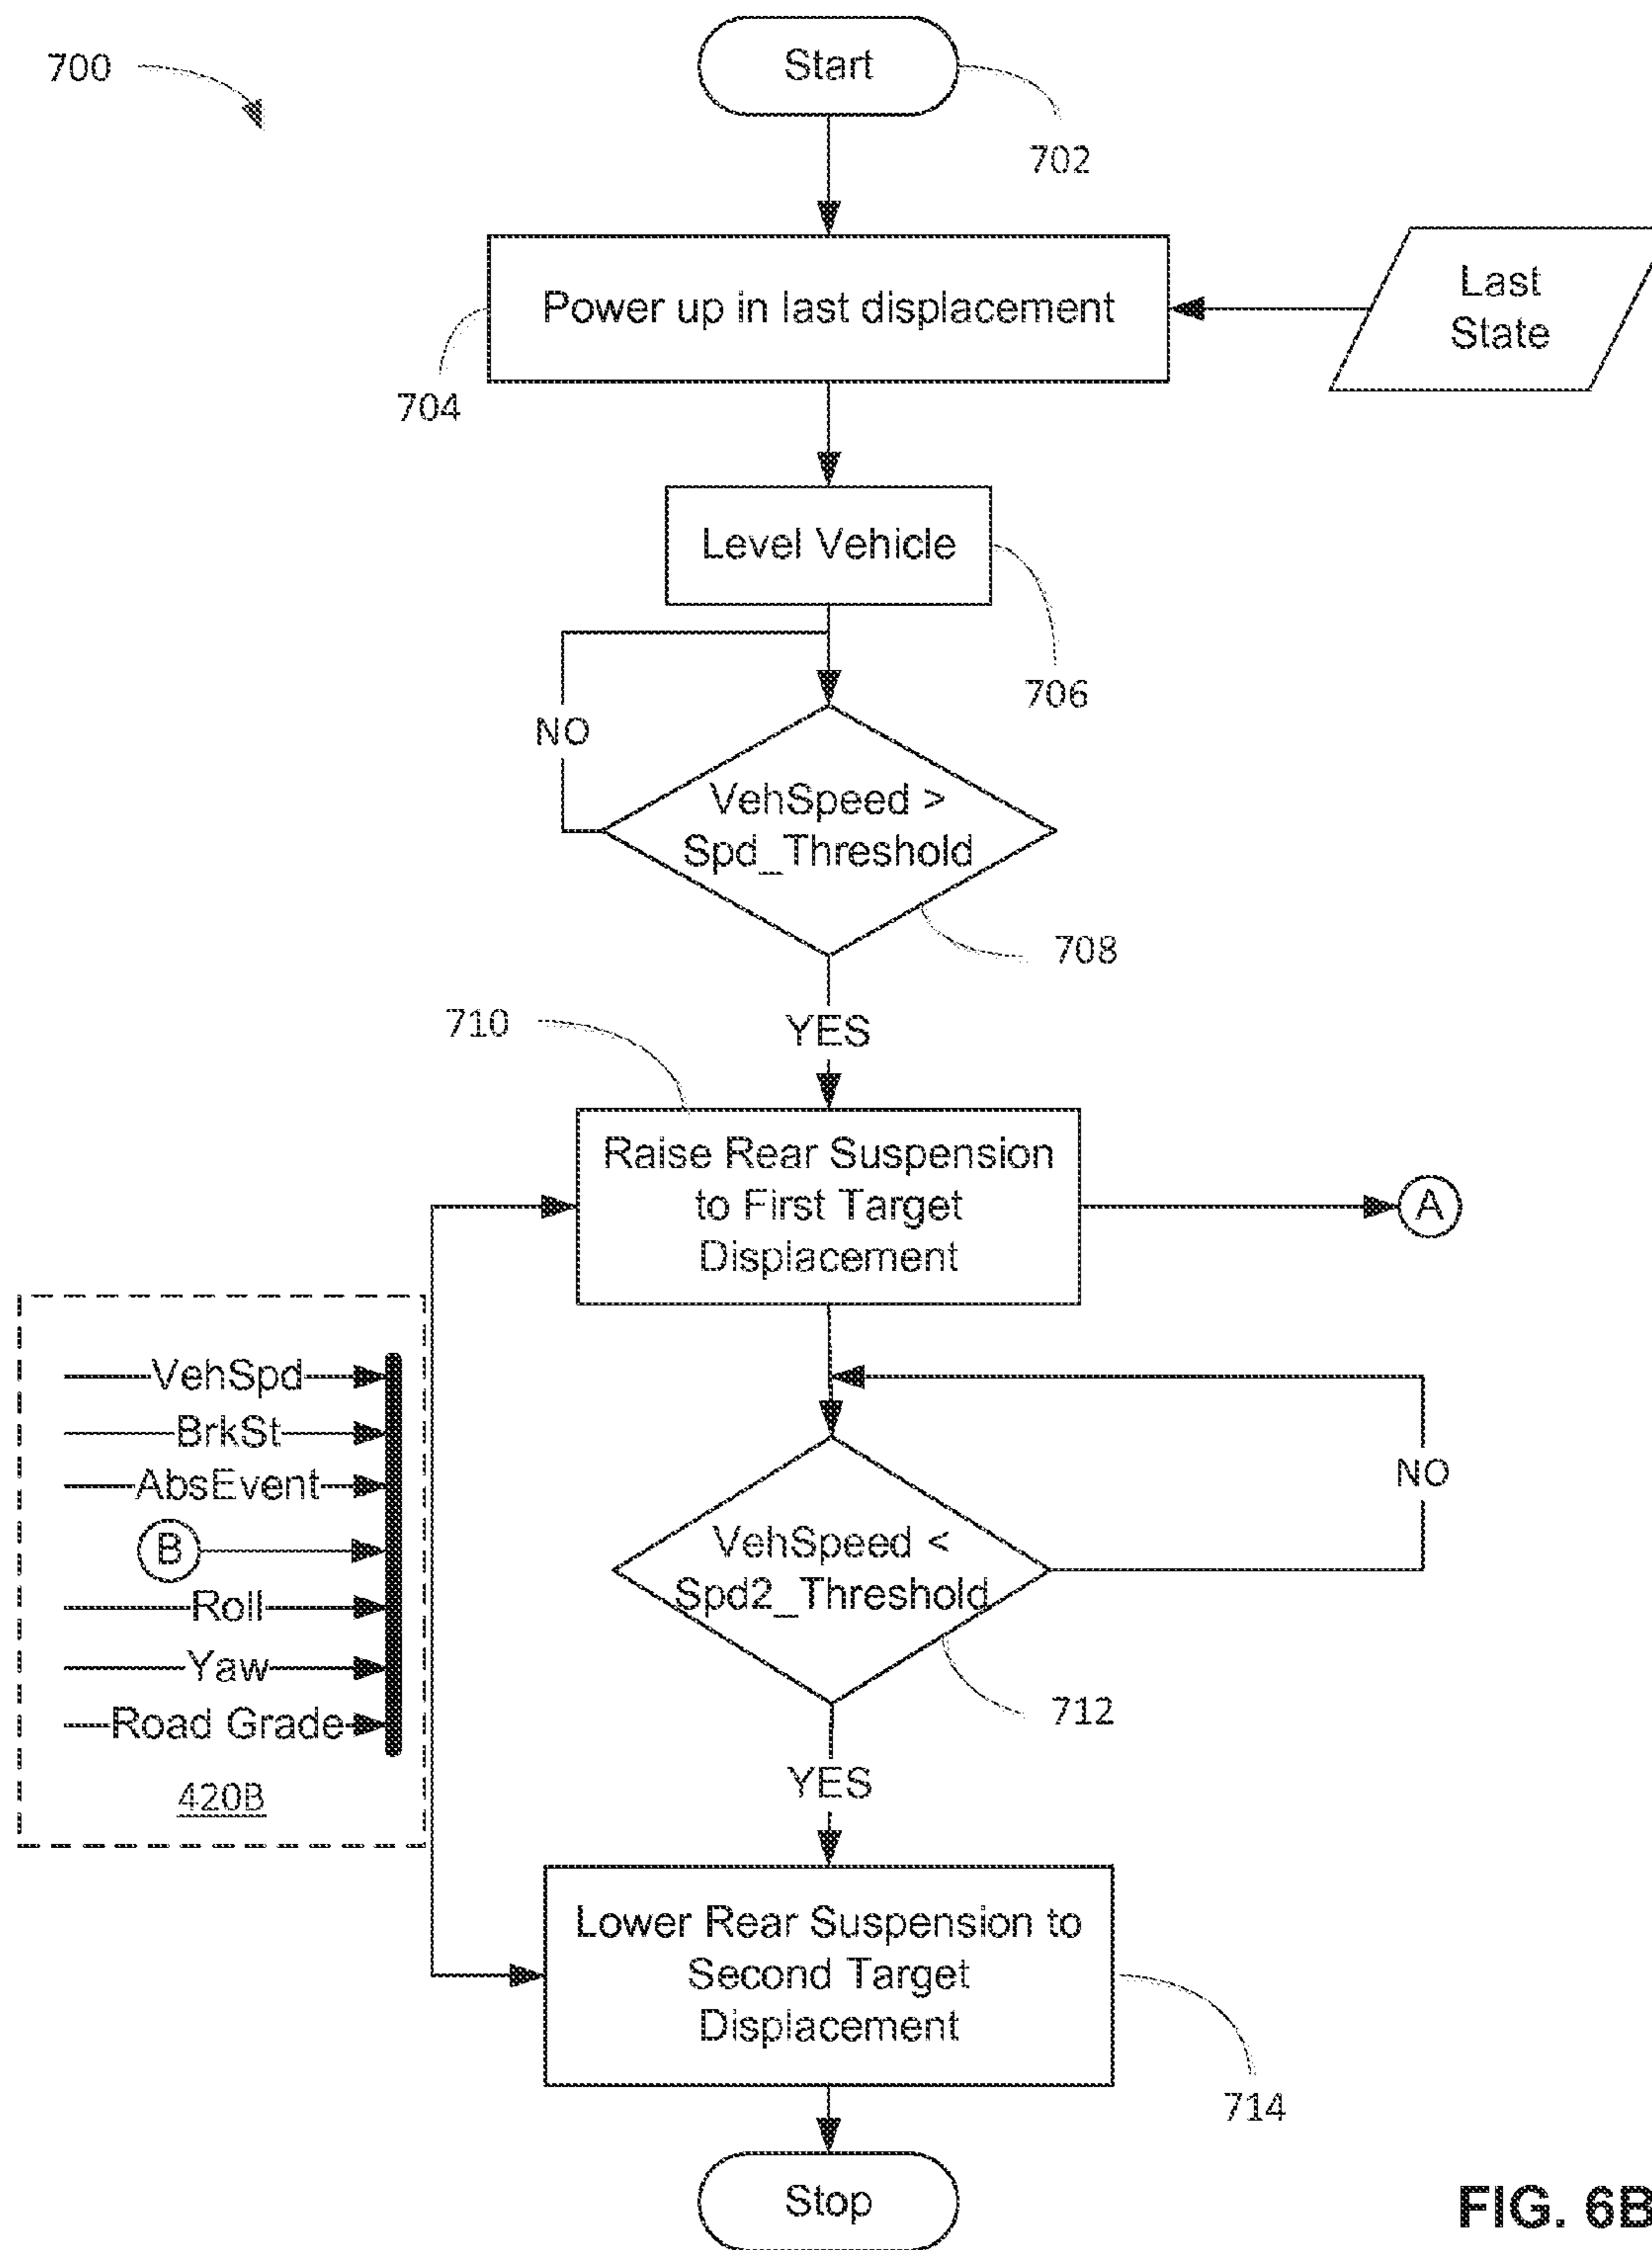 700
Start
702
Power up in last displacement
Last
State
704
Level Vehicle
706
NO
VehSpeed >
Spd_Threshold
708
YES
710
Raise Rear Suspension
to First Target
Displacement
A
VehSpd
BrkSt
AbsEvent
B
Roll
Yaw
Road Grade
420B
NO
VehSpeed <
Spd2_Threshold
712
YES
Lower Rear Suspension to
Second Target
Displacement
714
Stop
FIG. 6B